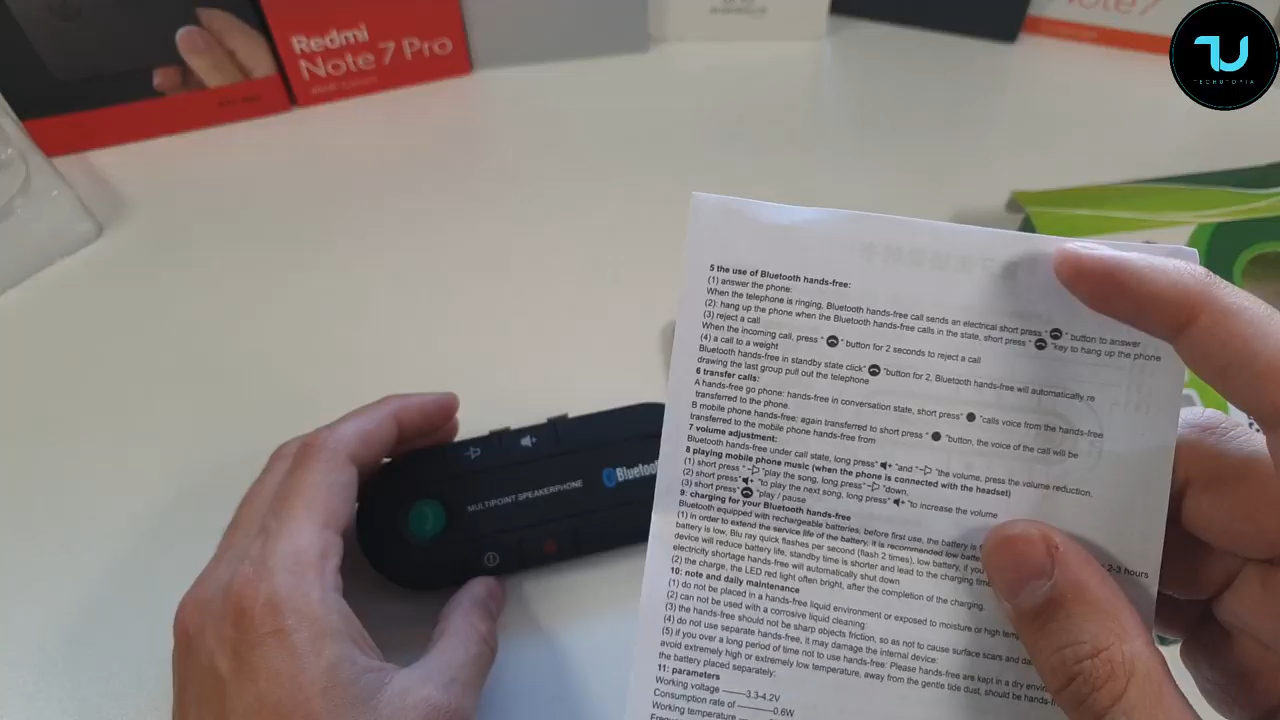 Redmi
Note 7 Pro
Note 7
TU
TECHUTOPIA
MULTIPOINT SPEAKERPHONE
Bluetooth
5 the use of Bluetooth hands-free:
(1) answer the phone:
When the telephone is ringing, Bluetooth hands-free call sends an electrical short press " " button to answer
(2): hang up the phone when the Bluetooth hands-free calls in the state, short press " "key to hang up the phone
(3) reject a call
When the incoming call, press " " button for 2 seconds to reject a call
(4) a call to a weight
Bluetooth hands-free in standby state click" "button for 2, Bluetooth hands-free will automatically re
drawing the last group pull out the telephone
6 transfer calls:
A hands-free go phone: hands-free in conversation state, short press" "calls voice from the hands-free
transferred to the phone.
B mobile phone hands-free: again transferred to short press " "button, the voice of the call will be
transferred to the mobile phone hands-free from
7 volume adjustment:
Bluetooth hands-free under call state, long press" "and " "the volume, press the volume reduction.
8 playing mobile phone music (when the phone is connected with the headset)
(1) short press " "play the song, long press" "down.
(2) short press" "to play the next song, long press" "to increase the volume
(3) short press" "play / pause
9: charging for your Bluetooth hands-free
Bluetooth equipped with rechargeable batteries, before first use, the battery is 2-3 hours
(1) in order to extend the service life of the battery, it is recommended low batte
battery is low, Blu ray quick flashes per second (flash 2 times), low battery, if you
device will reduce battery life, standby time is shorter and lead to the charging time
electricity shortage hands-free will automatically shut down
(2) the charge, the LED red light often bright, after the completion of the charging.
10: note and daily maintenance
(1) do not be placed in a hands-free liquid environment or exposed to moisture or high tem
(2) can not be used with a corrosive liquid cleaning:
(3) the hands-free should not be sharp objects friction, so as not to cause surface scars and da
(4) do not use separate hands-free, it may damage the internal device:
(5) if you over a long period of time not to use hands-free: Please hands-free are kept in a dry envir
avoid extremely high or extremely low temperature, away from the gentle tide dust, should be hands-f
the battery placed separately:
11: parameters
Working voltage ——3.3-4.2V
Consumption rate of ————0.6W
Working temperature